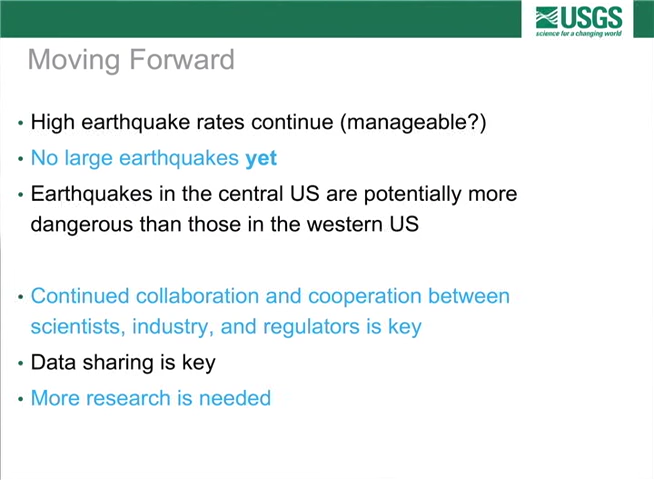 USGS
science for a changing world
Moving Forward
• High earthquake rates continue (manageable?)
• No large earthquakes yet
• Earthquakes in the central US are potentially more
dangerous than those in the western US
• Continued collaboration and cooperation between
scientists, industry, and regulators is key
• Data sharing is key
• More research is needed